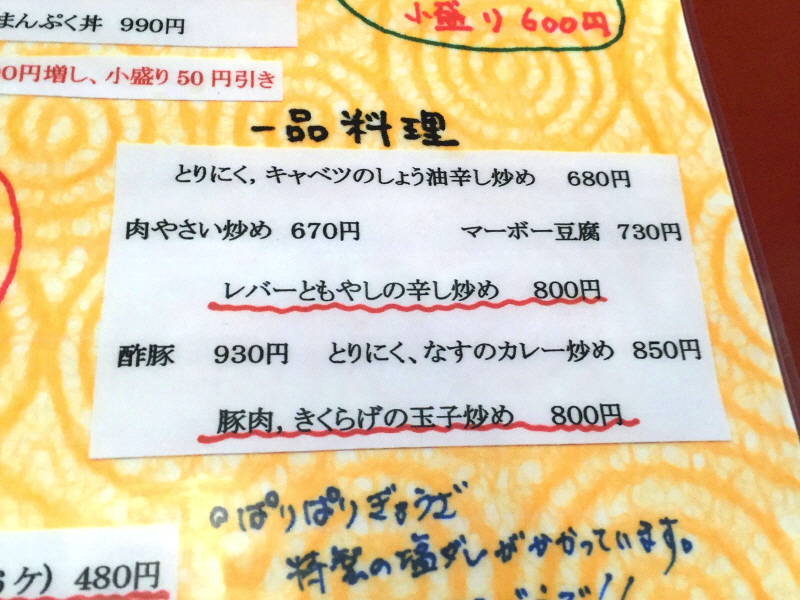 まんぷく丼 990円
小盛り 600円
0円増し、小盛り50円引き
一品料理
とりにく,キャベツのしょう油辛し炒め 680円
肉やさい炒め 670円 マーボー豆腐 730円
レバーともやしの辛し炒め 800円
酢豚 930円 とりにく、なすのカレー炒め 850円
豚肉,きくらげの玉子炒め 800円
ぱりぱりぎょうざ
特製の塩ダレがかかっています。
ケ) 480円